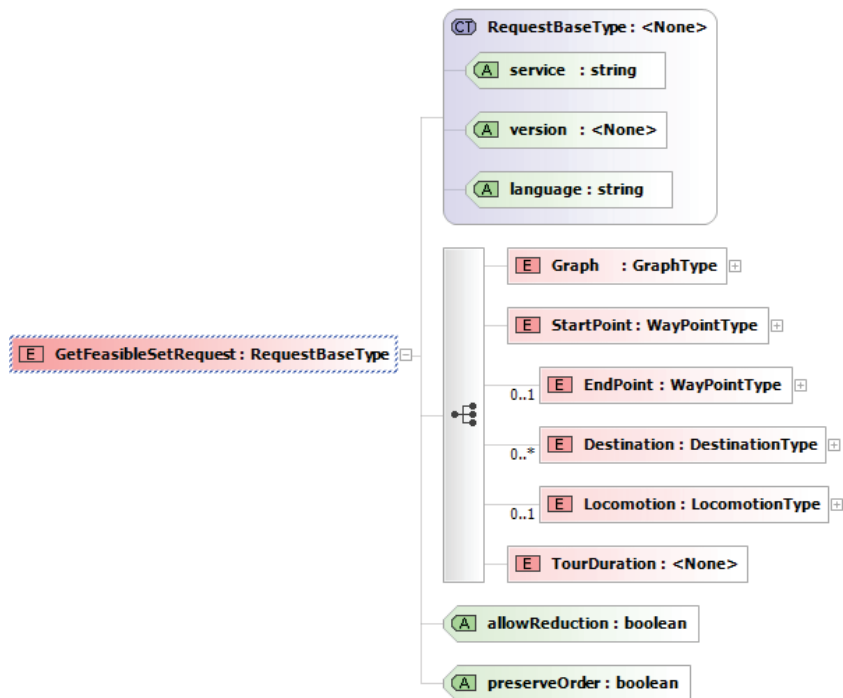 CT RequestBaseType : <None>
A service : string
A version : <None>
A language : string
E Graph : GraphType
E StartPoint : WayPointType
E GetFeasibleSetRequest : RequestBaseType
0..1 E EndPoint : WayPointType
0..* E Destination : DestinationType
0..1 E Locomotion : LocomotionType
E TourDuration : <None>
A allowReduction : boolean
A preserveOrder : boolean